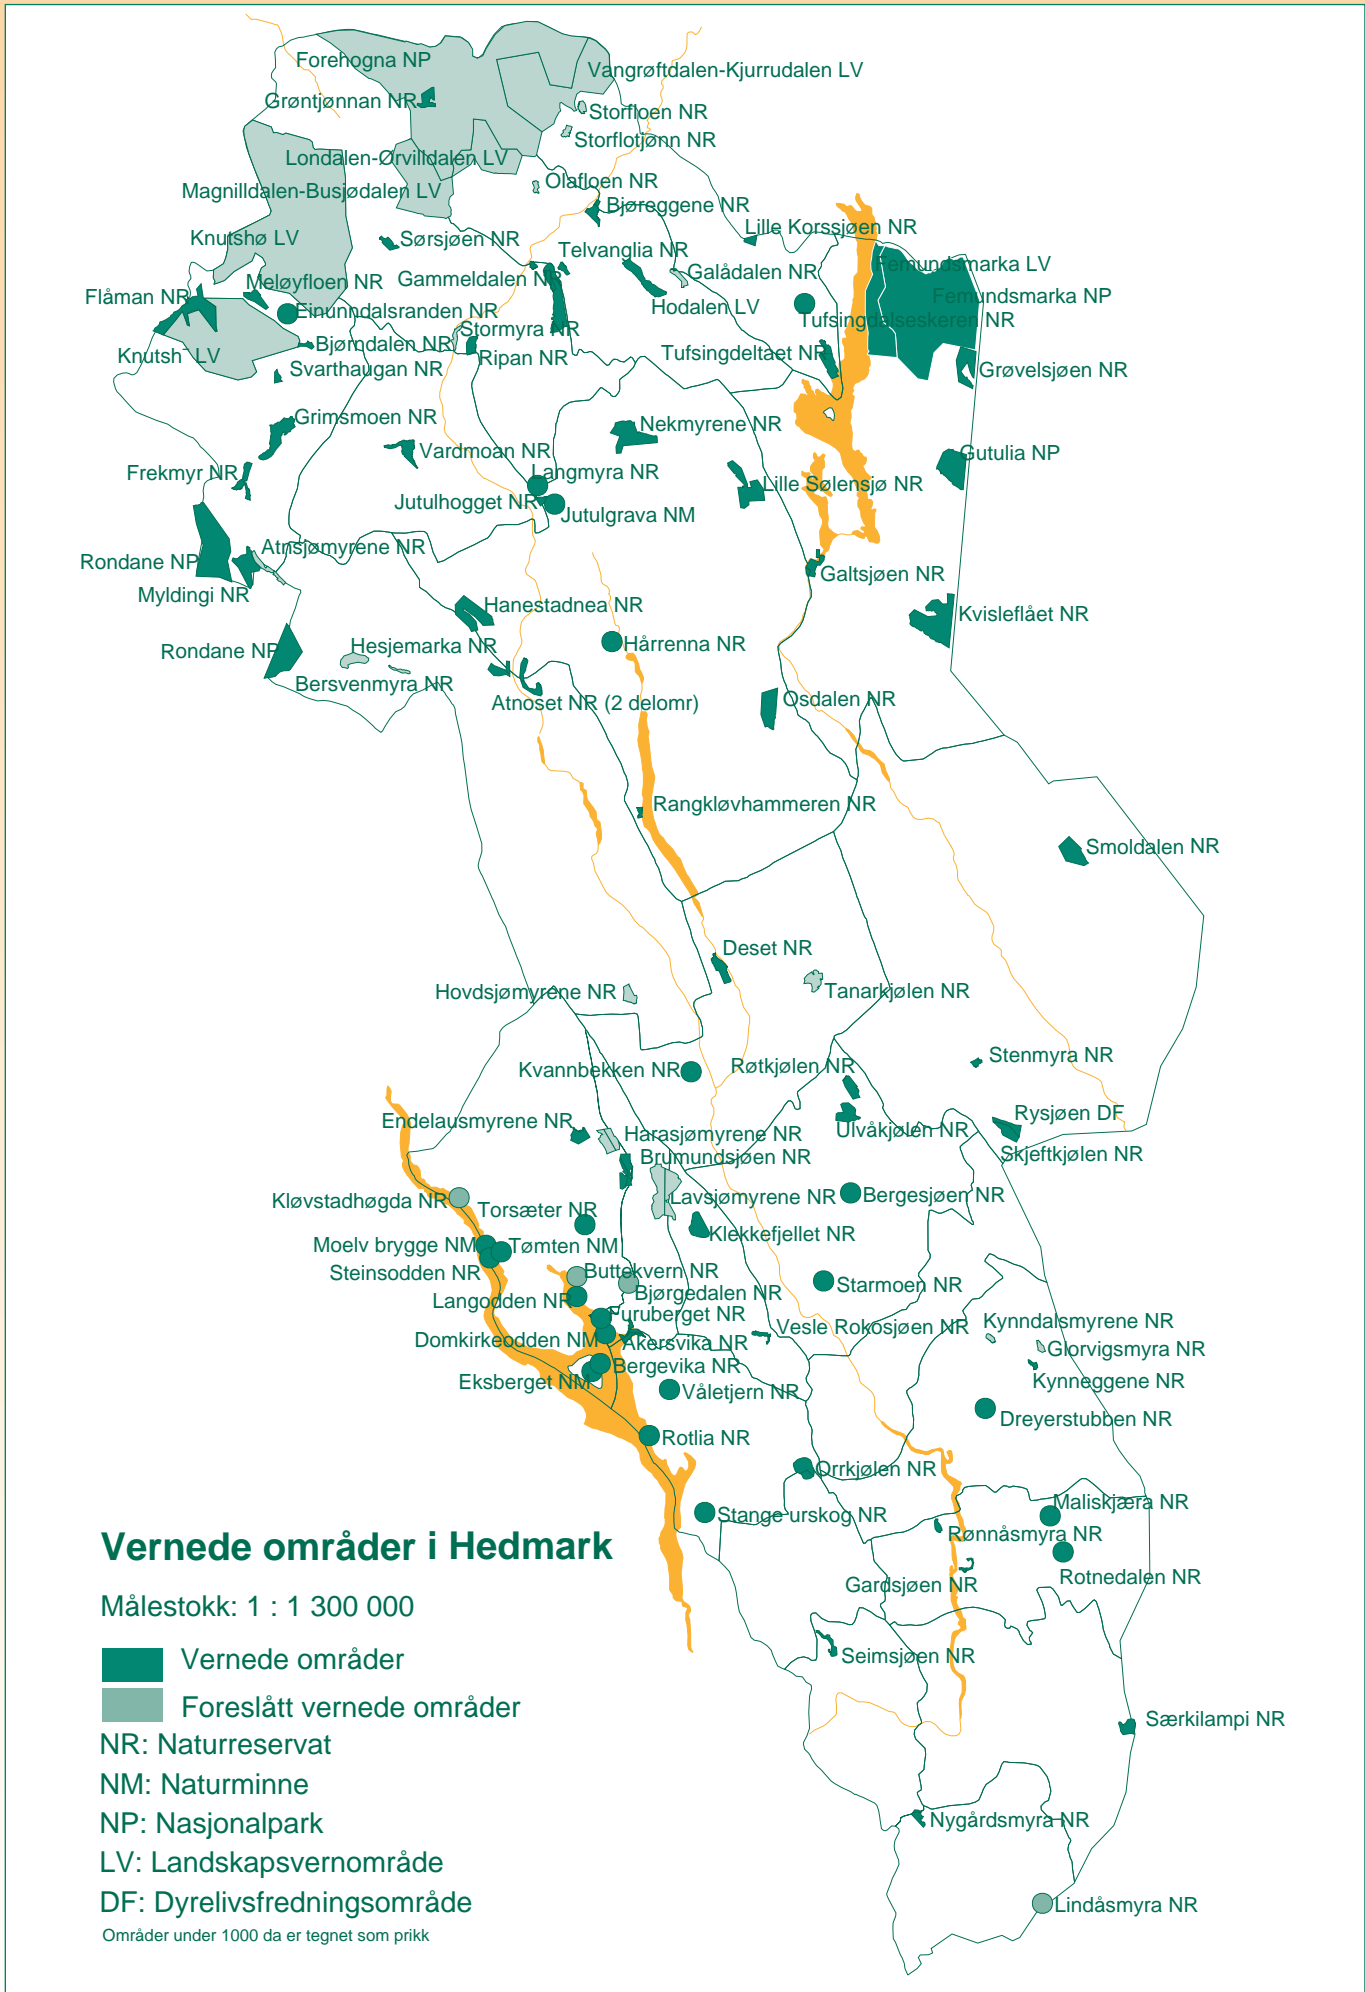 Forehogna NP
Vangrøftdalen-Kjurrudalen LV
Grøntjønnan NR
Storfloen NR
Storflotjønn NR
Londalen-Ørvilldalen LV
Magnilldalen-Busjødalen LV
Olafloen NR
Bjøreggene NR
Lille Korssjøen NR
Knutshø LV
Sørsjøen NR
Telvanglia NR
Femundsmarka LV
Meløyfloen NR
Gammeldalen NR
Galådalen NR
Flåman NR
Femundsmarka NP
Einunndalsranden NR
Hodalen LV
Tufsingdalseskeren NR
Stormyra NR
Bjørndalen NR
Knutsh¯ LV
Ripan NR
Tufsingdeltaet NR
Svarthaugan NR
Grøvelsjøen NR
Grimsmoen NR
Nekmyrene NR
Vardmoan NR
Gutulia NP
Frekmyr NR
Langmyra NR
Lille Sølensjø NR
Jutulhogget NR
Jutulgrava NM
Atnsjømyrene NR
Rondane NP
Galtsjøen NR
Myldingi NR
Hanestadnea NR
Kvisleflået NR
Hesjemarka NR
Hårrenna NR
Rondane NP
Bersvenmyra NR
Atnoset NR (2 delomr)
Osdalen NR
Rangkløvhammeren NR
Smoldalen NR
Deset NR
Hovdsjømyrene NR
Tanarkjølen NR
Stenmyra NR
Kvannbekken NR
Røtkjølen NR
Endelausmyrene NR
Rysjøen DF
Harasjømyrene NR
Ulvåkjølen NR
Brumundsjøen NR
Skjeftkjølen NR
Kløvstadhøgda NR
Lavsjømyrene NR
Bergesjøen NR
Torsæter NR
Klekkefjellet NR
Moelv brygge NM
Tømten NM
Steinsodden NR
Buttekvern NR
Starmoen NR
Langodden NR
Bjørgedalen NR
Furuberget NR
Kynndalsmyrene NR
Vesle Rokosjøen NR
Domkirkeodden NM
Åkersvika NR
Glorvigsmyra NR
Bergevika NR
Eksberget NM
Kynneggene NR
Våletjern NR
Dreyerstubben NR
Rotlia NR
Orrkjølen NR
Maliskjæra NR
Stange urskog NR
Rønnåsmyra NR
Rotnedalen NR
Gardsjøen NR
Seimsjøen NR
Særkilampi NR
Nygårdsmyra NR
Lindåsmyra NR
Vernede områder i Hedmark
Målestokk: 1 : 1 300 000
Vernede områder
Foreslått vernede områder
NR: Naturreservat
NM: Naturminne
NP: Nasjonalpark
LV: Landskapsvernområde
DF: Dyrelivsfredningsområde
Områder under 1000 da er tegnet som prikk